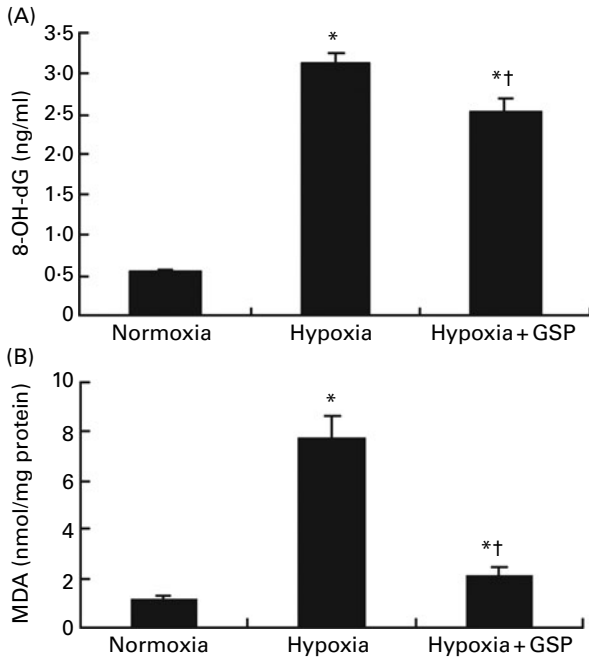 (A)
3·5
*
3·0
*†
2·5
2·0
1·5
1·0
0·5
0
8-OH-dG (ng/ml)
Normoxia
Hypoxia
Hypoxia + GSP
(B)
10
*
8
6
4
*†
2
0
MDA (nmol/mg protein)
Normoxia
Hypoxia
Hypoxia + GSP